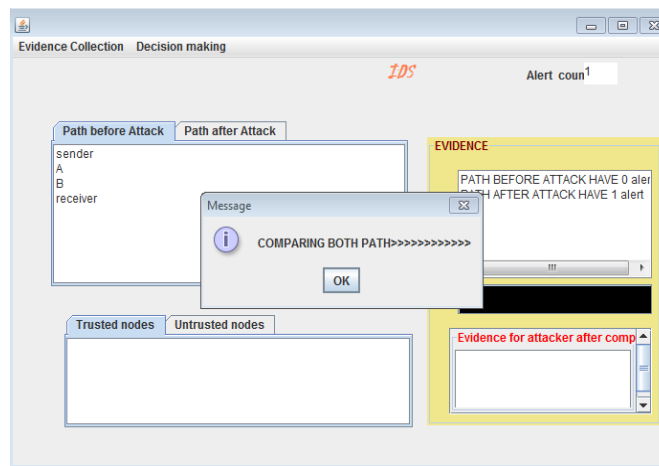 Evidence Collection Decision making
IDS
Alert coun 1
Path before Attack Path after Attack
sender
A
B
receiver
EVIDENCE
PATH BEFORE ATTACK HAVE 0 aler
PATH AFTER ATTACK HAVE 1 alert
Message
COMPARING BOTH PATH>>>>>>>>>>>>
OK
Trusted nodes Untrusted nodes
Evidence for attacker after comp